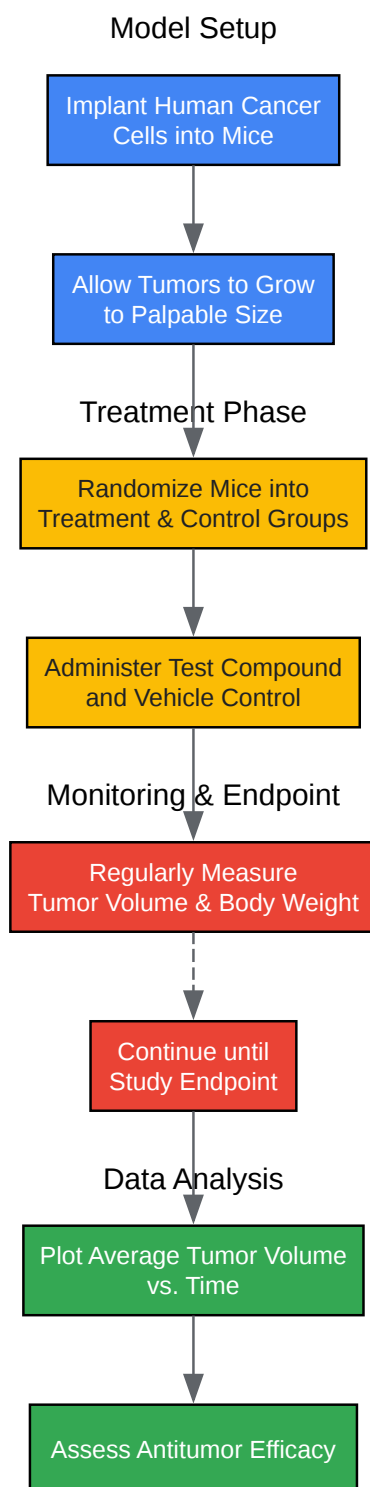 Model Setup
Implant Human Cancer
Cells into Mice
Allow Tumors to Grow
to Palpable Size
Treatment Phase
Randomize Mice into
Treatment & Control Groups
Administer Test Compound
and Vehicle Control
Monitoring & Endpoint
Regularly Measure
Tumor Volume & Body Weight
Continue until
Study Endpoint
Data Analysis
Plot Average Tumor Volume
vs. Time
Assess Antitumor Efficacy